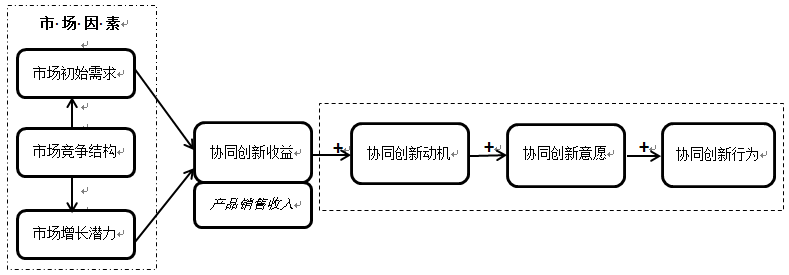 市·场·因·素
市场初始需求
市场竞争结构
市场增长潜力
协同创新收益
产品销售收入
+
协同创新动机
+
协同创新意愿
+
协同创新行为